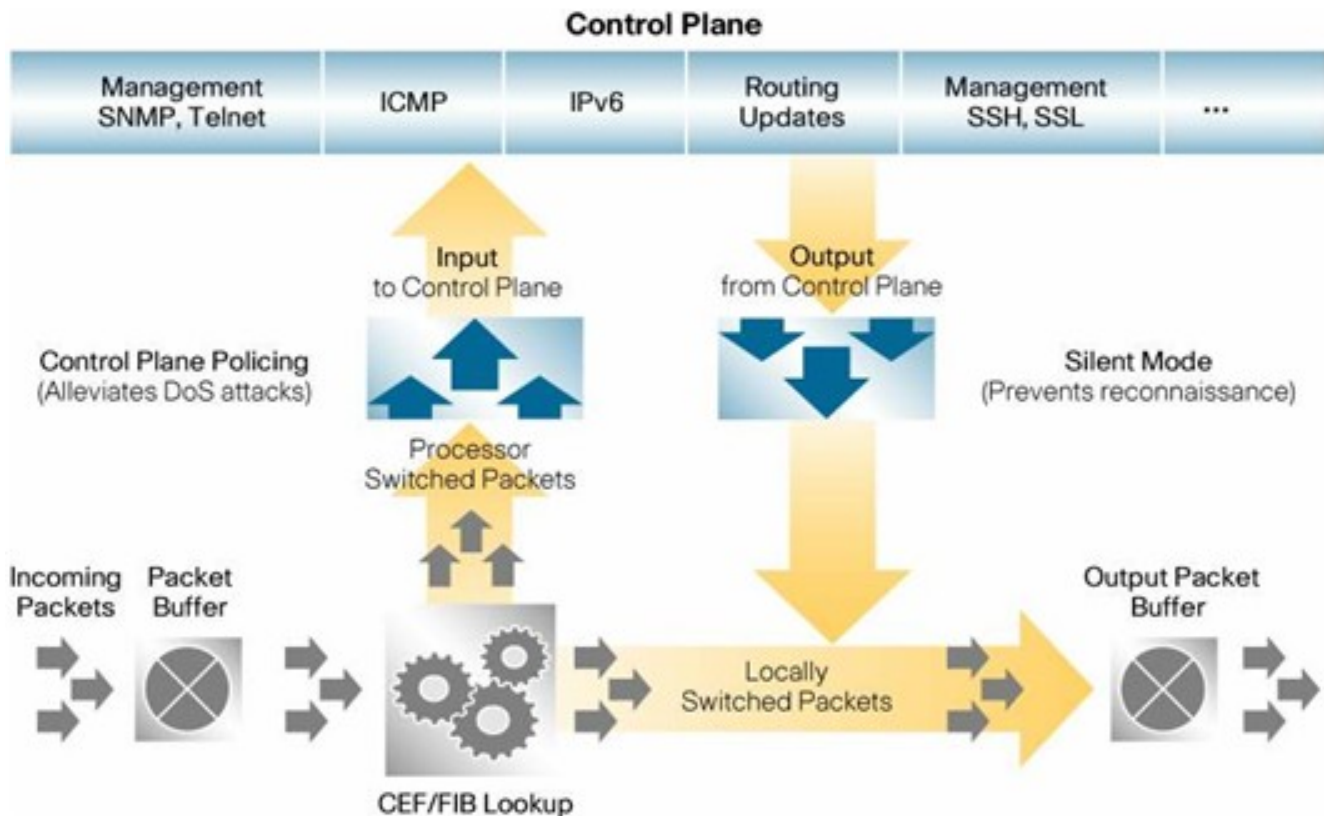 Control Plane
Management
SNMP, Telnet
ICMP
IPv6
Routing
Updates
Management
SSH, SSL
...
Input
to Control Plane
Output
from Control Plane
Control Plane Policing
(Alleviates DoS attacks)
Silent Mode
(Prevents reconnaissance)
Processor
Switched Packets
Incoming
Packets
Packet
Buffer
Output Packet
Buffer
Locally
Switched Packets
CEF/FIB Lookup